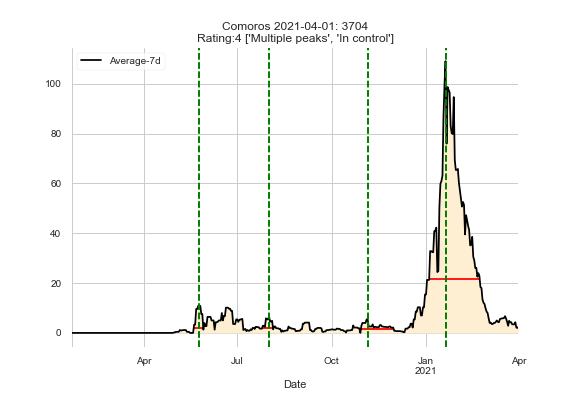 Comoros 2021-04-01: 3704
Rating:4 ['Multiple peaks', 'In control']
Average-7d
100
80
60
40
20
0
Apr
Jul
Oct
Jan
2021
Apr
Date